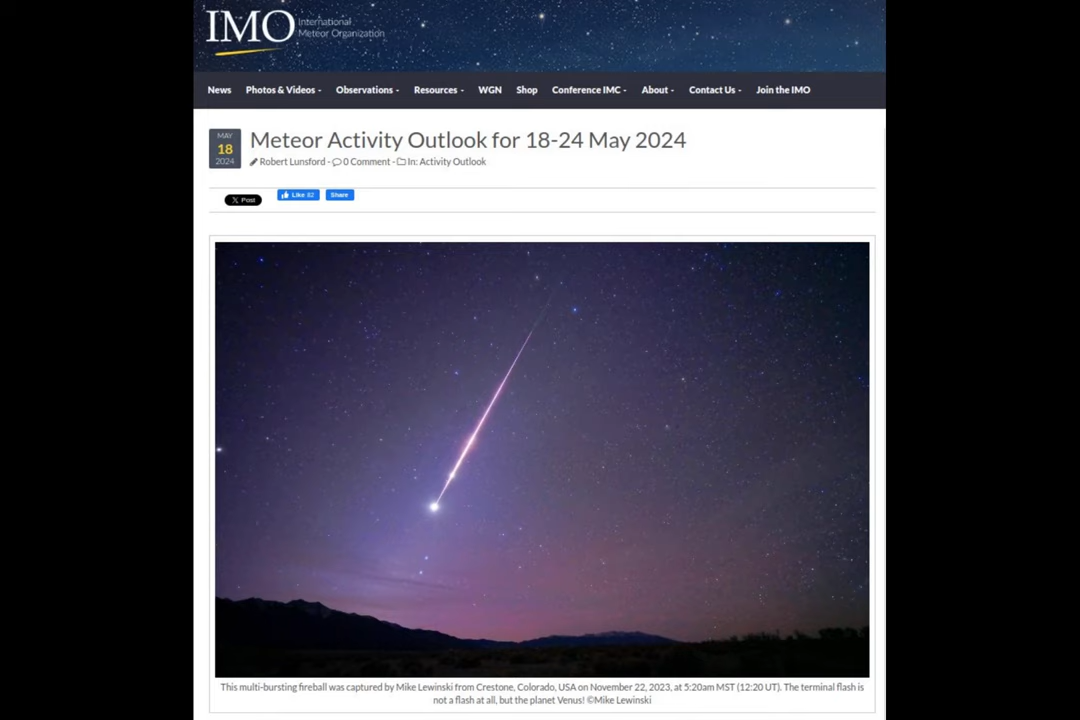 IMO International
Meteor Organization
News Photos & Videos - Observations - Resources - WGN Shop Conference IMC - About - Contact Us - Join the IMO
MAY
18
2024
Meteor Activity Outlook for 18-24 May 2024
Robert Lunsford - 0 Comment - In: Activity Outlook
X Post Like 82 Share
This multi-bursting fireball was captured by Mike Lewinski from Crestone, Colorado, USA on November 22, 2023, at 5:20am MST (12:20 UT). The terminal flash is
not a flash at all, but the planet Venus! ©Mike Lewinski